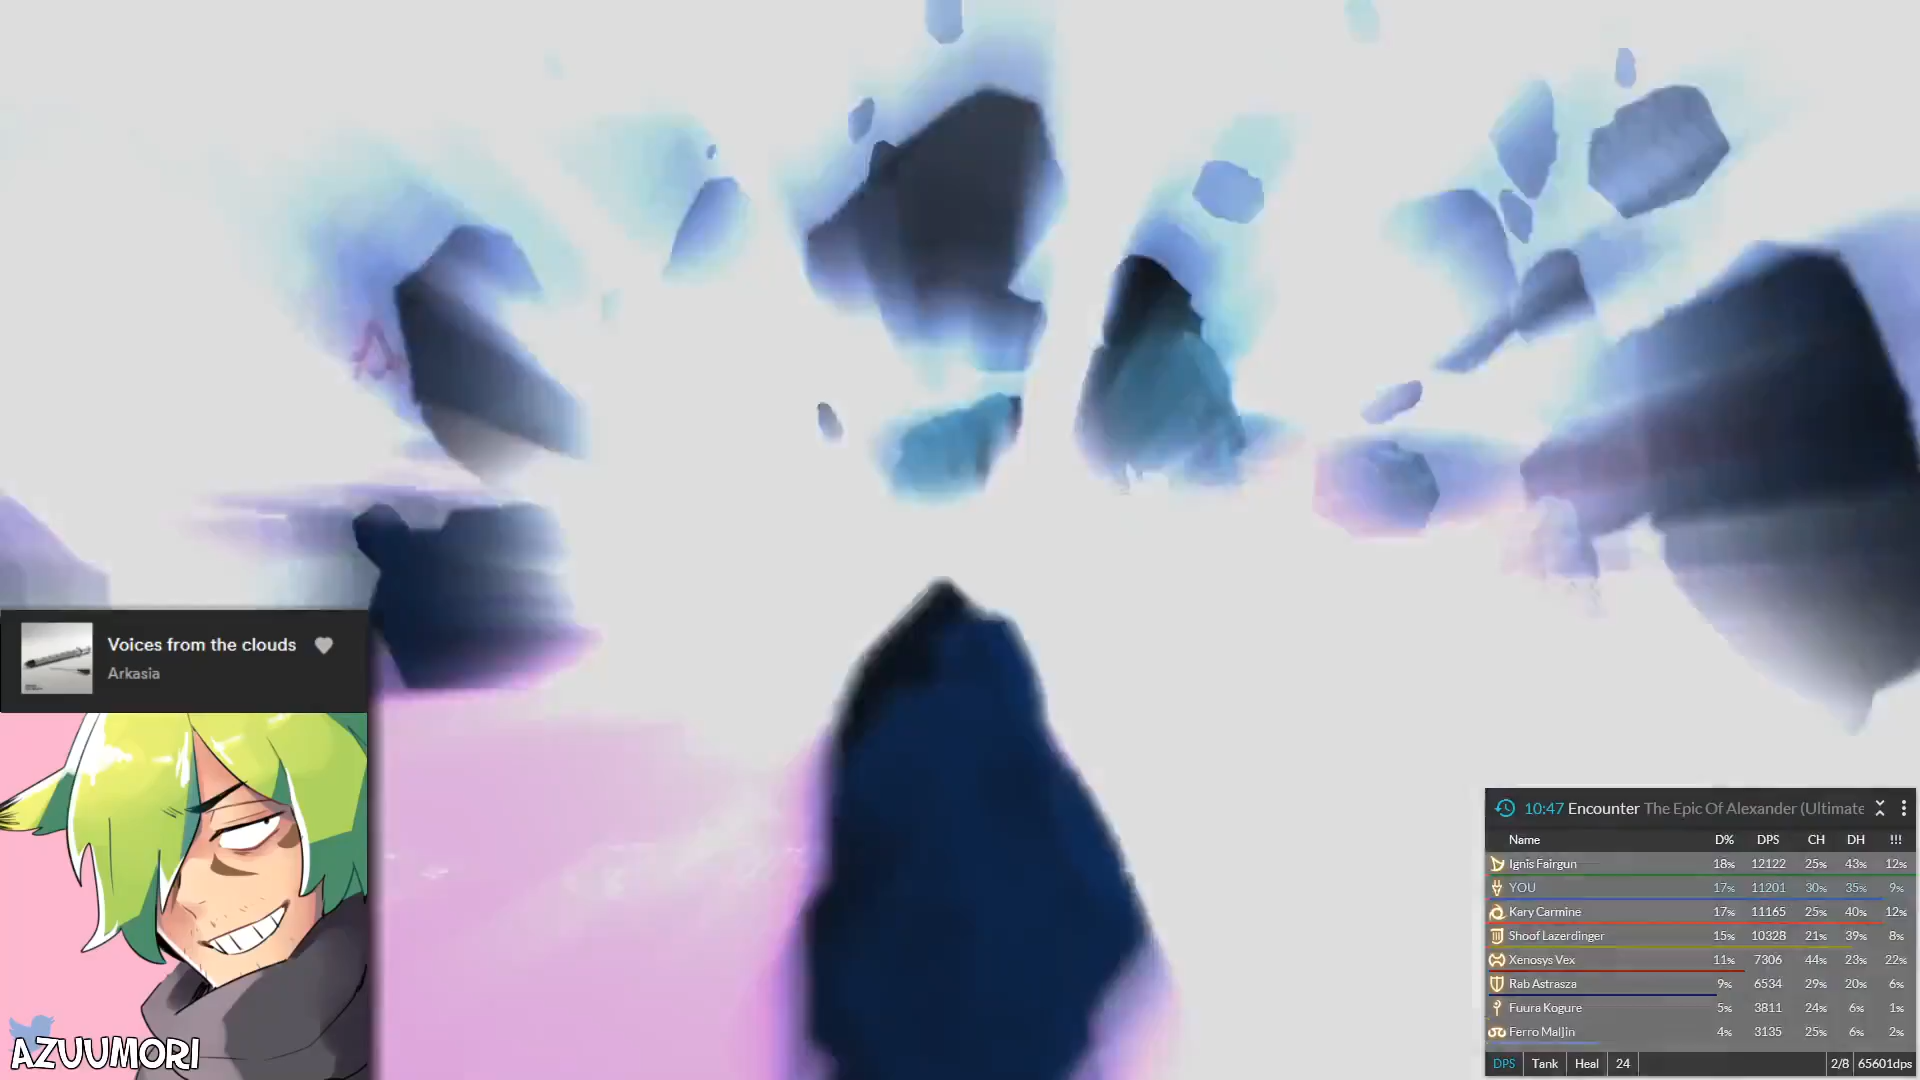 Voices from the clouds
Arkasia
AZUUMORI
10:47 Encounter The Epic Of Alexander (Ultimate
Name D% DPS CH DH !!!
Ignis Fairgun 18% 12122 25% 43% 12%
YOU 17% 11201 30% 35% 9%
Kary Carmine 17% 11165 25% 40% 12%
Shoof Lazerdinger 15% 10328 21% 39% 8%
Xenosys Vex 11% 7306 44% 23% 22%
Rab Astrasza 9% 6534 29% 20% 6%
Fuura Kogure 5% 3811 24% 6% 1%
Ferro Maljin 4% 3135 25% 6% 2%
DPS Tank Heal 24 2/8 65601dps